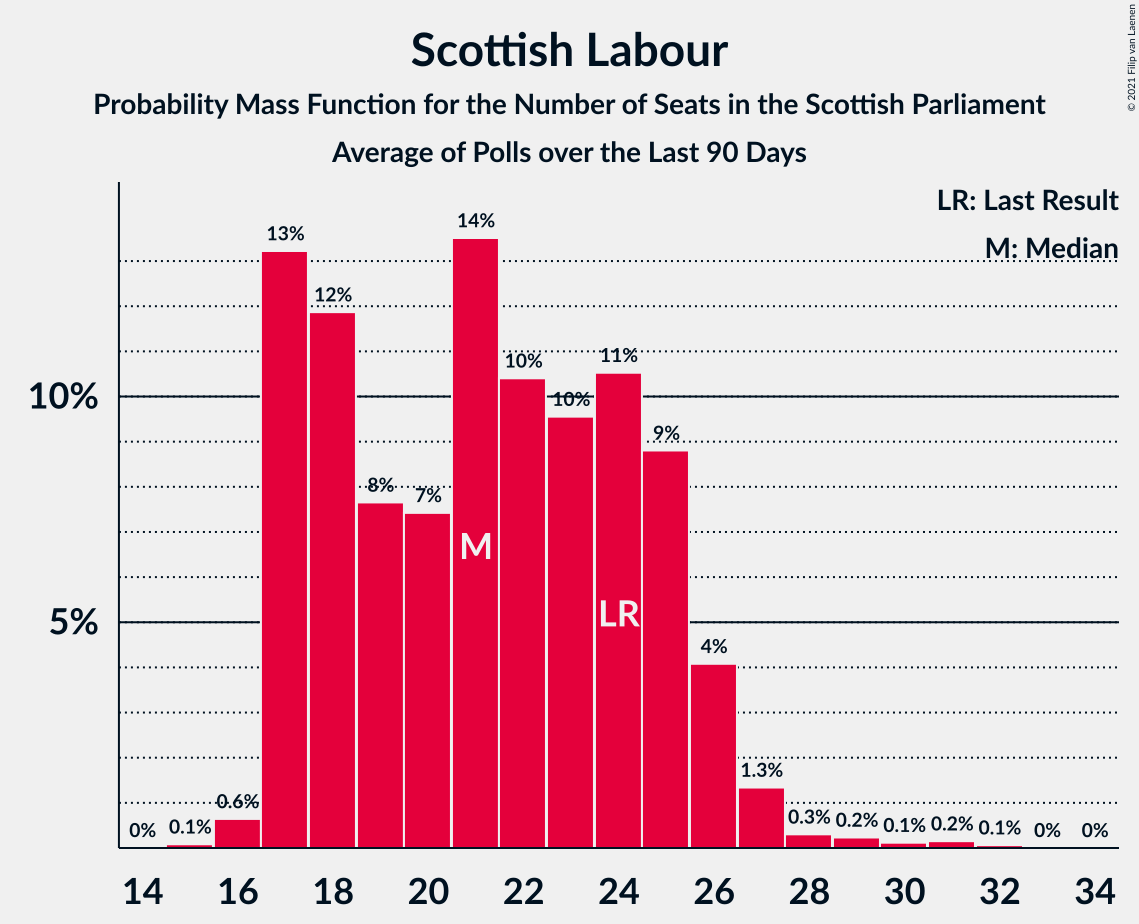 Scottish Labour
Probability Mass Function for the Number of Seats in the Scottish Parliament
Average of Polls over the Last 90 Days
© 2021 Filip van Laenen
LR: Last Result
M: Median
14%
13%
12%
11%
10%
10%
10%
9%
8%
7%
M
LR
5%
4%
1.3%
0.6%
0.3%
0.2%
0.1%
0.2%
0.1%
0.1%
0%
0%
0%
14 16 18 20 22 24 26 28 30 32 34